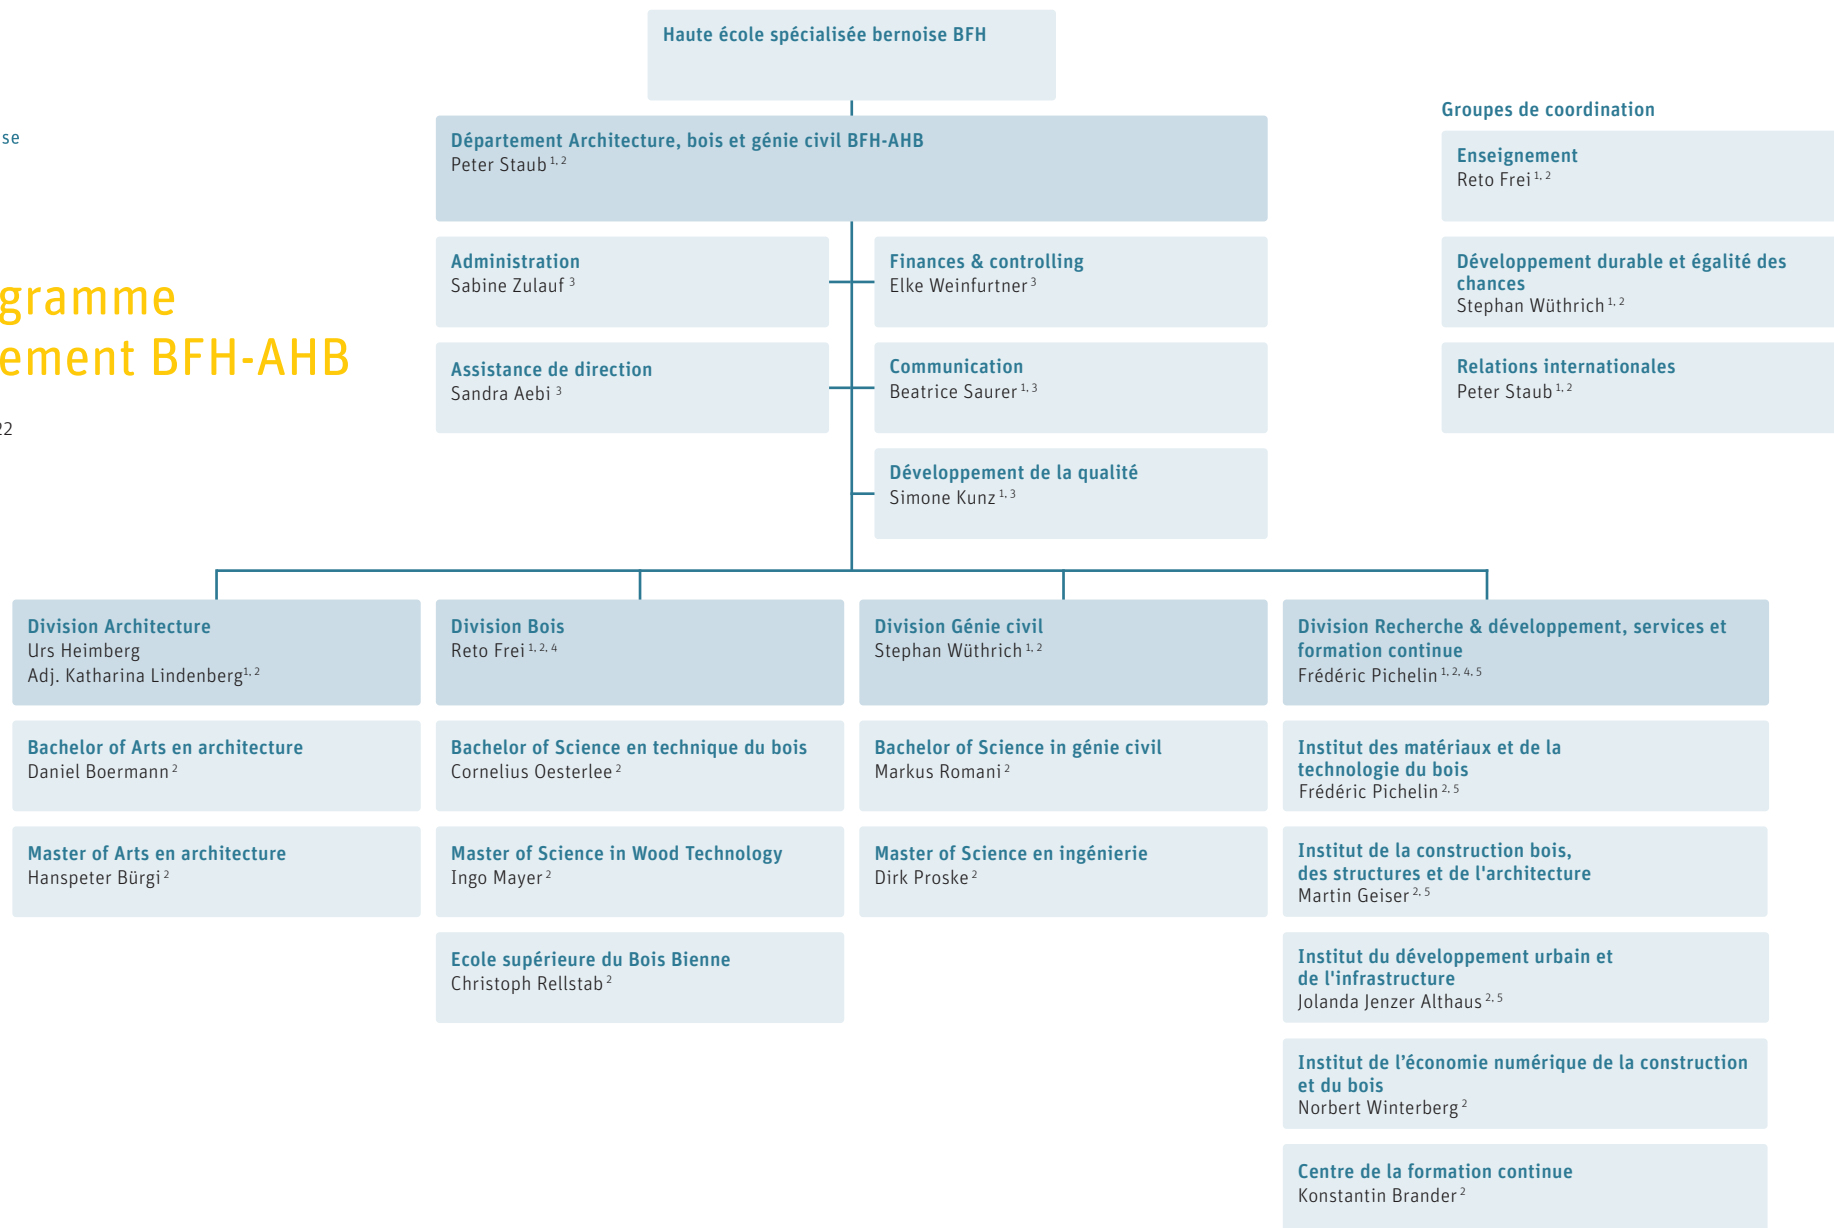 Haute école spécialisée bernoise BFH
se
gramme
ement BFH-AHB
22
Département Architecture, bois et génie civil BFH-AHB
Peter Staub 1, 2
Administration
Sabine Zulauf 3
Finances & controlling
Elke Weinfurtner 3
Assistance de direction
Sandra Aebi 3
Communication
Beatrice Saurer 1, 3
Développement de la qualité
Simone Kunz 1, 3
Groupes de coordination
Enseignement
Reto Frei 1, 2
Développement durable et égalité des
chances
Stephan Wüthrich 1, 2
Relations internationales
Peter Staub 1, 2
Division Architecture
Urs Heimberg
Adj. Katharina Lindenberg1, 2
Bachelor of Arts en architecture
Daniel Boermann 2
Master of Arts en architecture
Hanspeter Bürgi 2
Division Bois
Reto Frei 1, 2, 4
Bachelor of Science en technique du bois
Cornelius Oesterlee 2
Master of Science in Wood Technology
Ingo Mayer 2
Ecole supérieure du Bois Bienne
Christoph Rellstab 2
Division Génie civil
Stephan Wüthrich 1, 2
Bachelor of Science in génie civil
Markus Romani 2
Master of Science en ingénierie
Dirk Proske 2
Division Recherche & développement, services et
formation continue
Frédéric Pichelin 1, 2, 4, 5
Institut des matériaux et de la
technologie du bois
Frédéric Pichelin 2, 5
Institut de la construction bois,
des structures et de l'architecture
Martin Geiser 2, 5
Institut du développement urbain et
de l'infrastructure
Jolanda Jenzer Althaus 2, 5
Institut de l’économie numérique de la construction
et du bois
Norbert Winterberg 2
Centre de la formation continue
Konstantin Brander 2